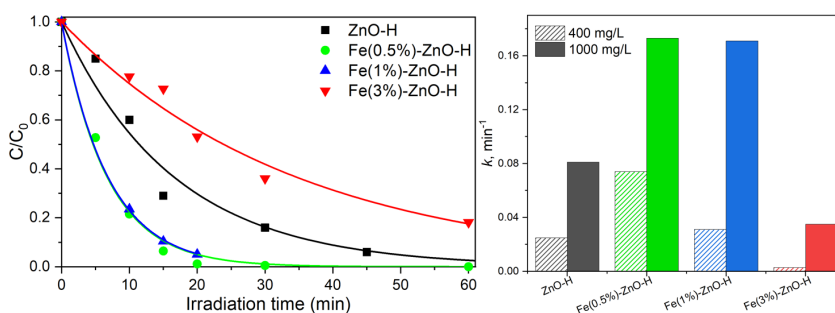 1.0
0.8
0.6
0.4
0.2
0.0
C/C0
0
10
20
30
40
50
60
Irradiation time (min)
ZnO-H
Fe(0.5%)-ZnO-H
Fe(1%)-ZnO-H
Fe(3%)-ZnO-H
0.16
0.12
0.08
0.04
0.00
k, min-1
400 mg/L
1000 mg/L
ZnO-H
Fe(0.5%)-ZnO-H
Fe(1%)-ZnO-H
Fe(3%)-ZnO-H